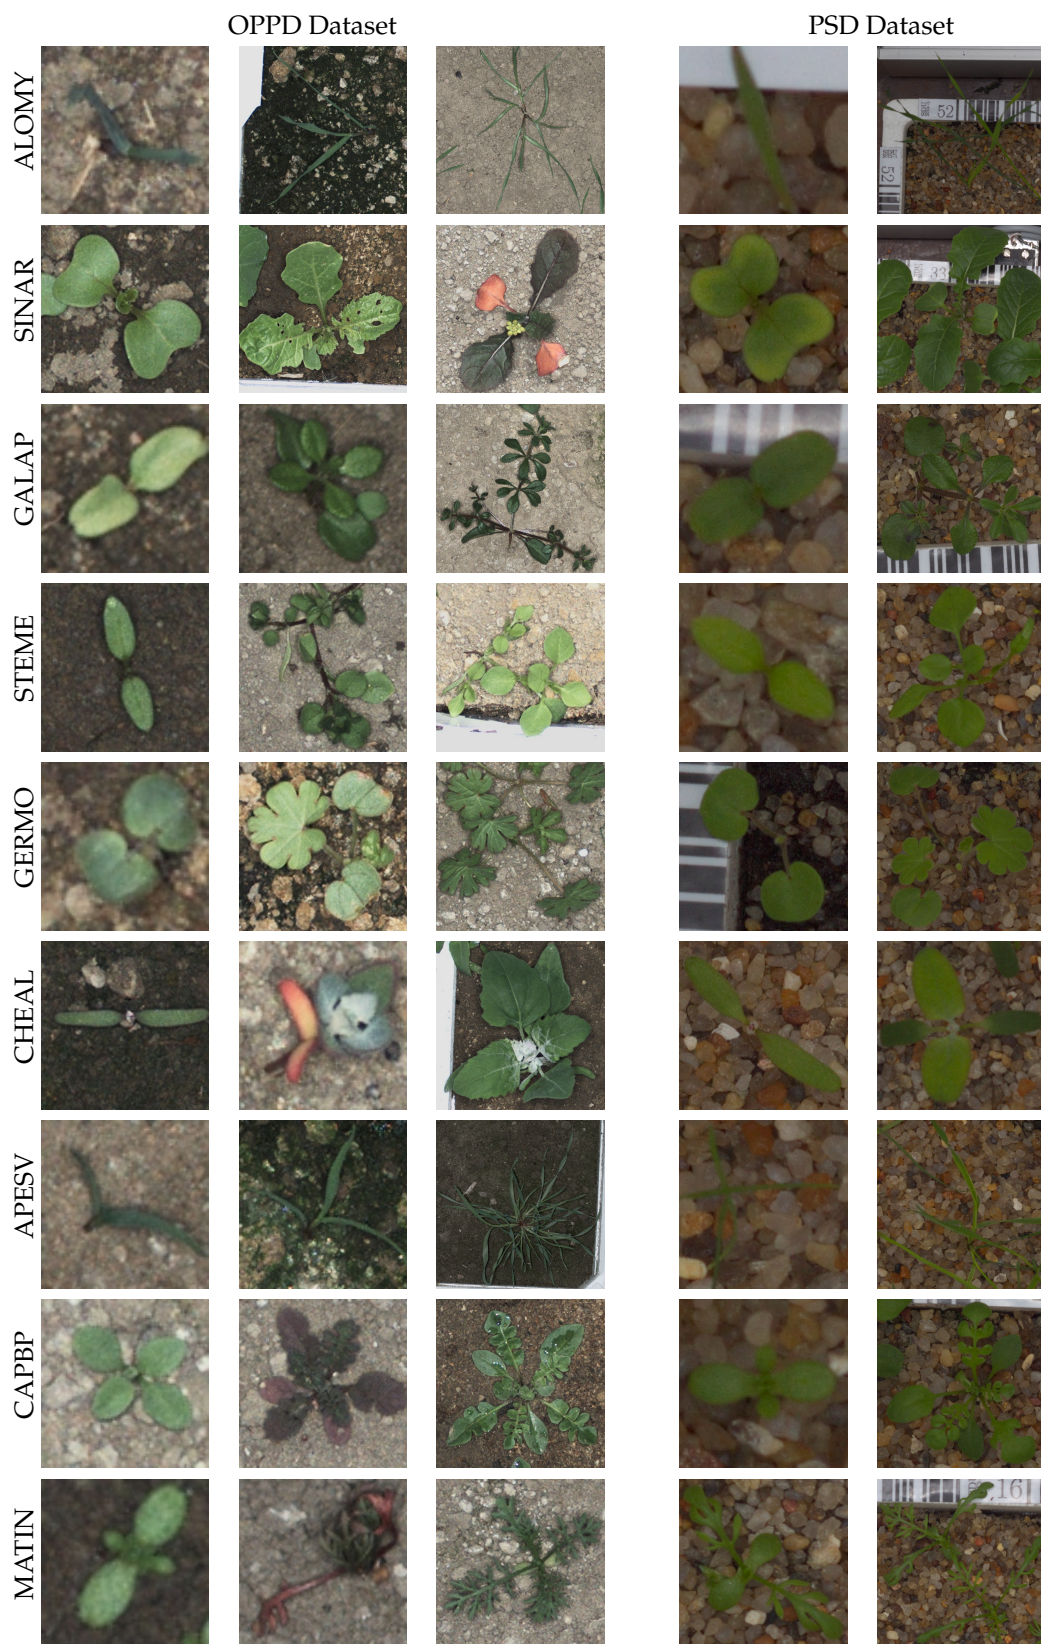 OPPD Dataset PSD Dataset
ALOMY
52
52
SINAR
33
GALAP
STEME
GERMO
CHEAL
APESV
CAPBP
MATIN
16